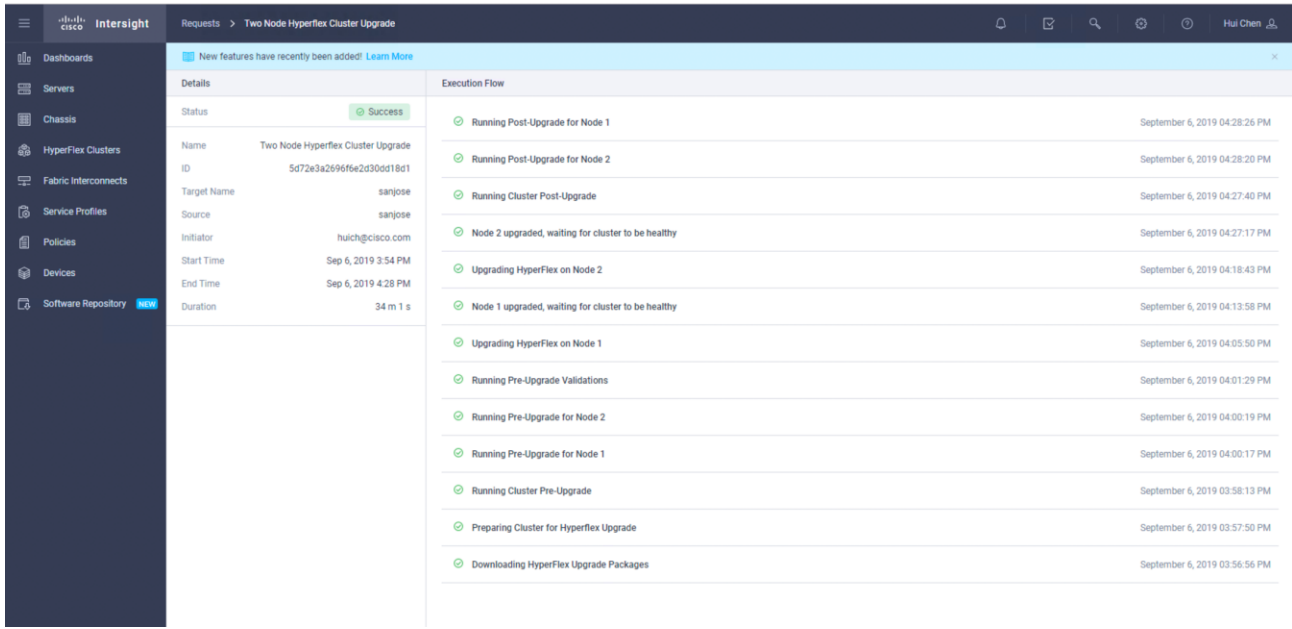 cisco Intersight
Requests > Two Node Hyperflex Cluster Upgrade
Hui Chen
Dashboards
Servers
Chassis
HyperFlex Clusters
Fabric Interconnects
Service Profiles
Policies
Devices
Software Repository NEW
New features have recently been added! Learn More
Details
Status Success
Name Two Node Hyperflex Cluster Upgrade
ID 5d72e3a2696f6e2d30dd18d1
Target Name sanjose
Source sanjose
Initiator huich@cisco.com
Start Time Sep 6, 2019 3:54 PM
End Time Sep 6, 2019 4:28 PM
Duration 34 m 1 s
Execution Flow
Running Post-Upgrade for Node 1 September 6, 2019 04:28:26 PM
Running Post-Upgrade for Node 2 September 6, 2019 04:28:20 PM
Running Cluster Post-Upgrade September 6, 2019 04:27:40 PM
Node 2 upgraded, waiting for cluster to be healthy September 6, 2019 04:27:17 PM
Upgrading HyperFlex on Node 2 September 6, 2019 04:18:43 PM
Node 1 upgraded, waiting for cluster to be healthy September 6, 2019 04:13:58 PM
Upgrading HyperFlex on Node 1 September 6, 2019 04:05:50 PM
Running Pre-Upgrade Validations September 6, 2019 04:01:29 PM
Running Pre-Upgrade for Node 2 September 6, 2019 04:00:19 PM
Running Pre-Upgrade for Node 1 September 6, 2019 04:00:17 PM
Running Cluster Pre-Upgrade September 6, 2019 03:58:13 PM
Preparing Cluster for Hyperflex Upgrade September 6, 2019 03:57:50 PM
Downloading HyperFlex Upgrade Packages September 6, 2019 03:56:56 PM